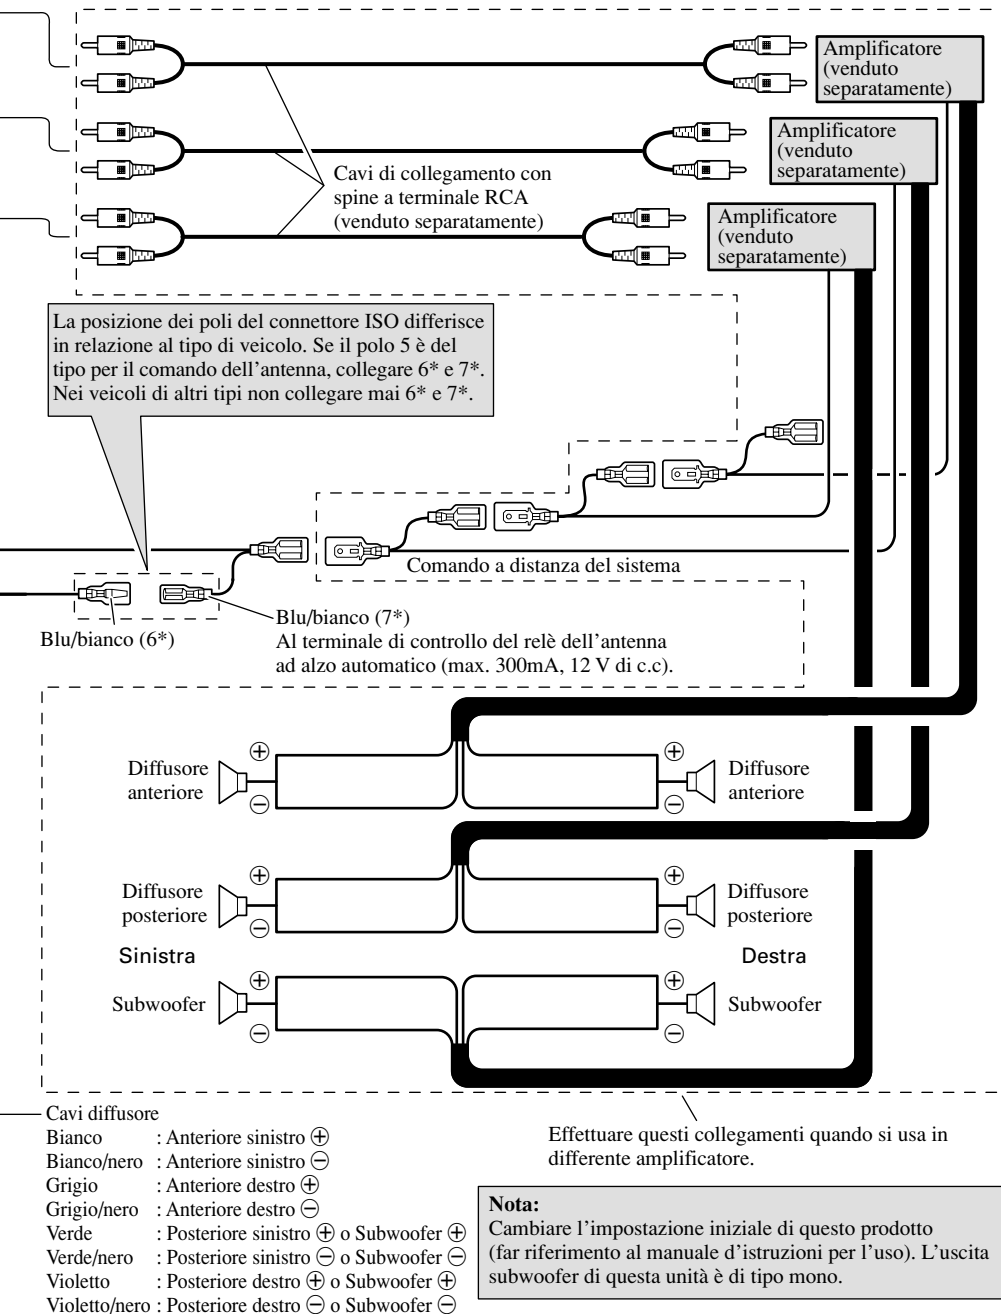 Amplificatore
(venduto
separatamente)
Amplificatore
(venduto
separatamente)
Cavi di collegamento con
spine a terminale RCA
(venduto separatamente)
Amplificatore
(venduto
separatamente)
La posizione dei poli del connettore ISO differisce
in relazione al tipo di veicolo. Se il polo 5 è del
tipo per il comando dell'antenna, collegare 6* e 7*.
Nei veicoli di altri tipi non collegare mai 6* e 7*.
Comando a distanza del sistema
Blu/bianco (6*)
Blu/bianco (7*)
Al terminale di controllo del relè dell'antenna
ad alzo automatico (max. 300mA, 12 V di c.c).
⊕ ⊕
Diffusore
anteriore
Diffusore
anteriore
⊖ ⊖
⊕ ⊕
Diffusore
posteriore
Diffusore
posteriore
⊖ ⊖
Sinistra
Destra
⊕ ⊕
Subwoofer
Subwoofer
⊖ ⊖
Cavi diffusore
Bianco : Anteriore sinistro ⊕
Bianco/nero : Anteriore sinistro ⊖
Grigio : Anteriore destro ⊕
Grigio/nero : Anteriore destro ⊖
Verde : Posteriore sinistro ⊕ o Subwoofer ⊕
Verde/nero : Posteriore sinistro ⊖ o Subwoofer ⊖
Violetto : Posteriore destro ⊕ o Subwoofer ⊕
Violetto/nero : Posteriore destro ⊖ o Subwoofer ⊖
Effettuare questi collegamenti quando si usa in
differente amplificatore.
Nota:
Cambiare l'impostazione iniziale di questo prodotto
(far riferimento al manuale d'istruzioni per l'uso). L'uscita
subwoofer di questa unità è di tipo mono.